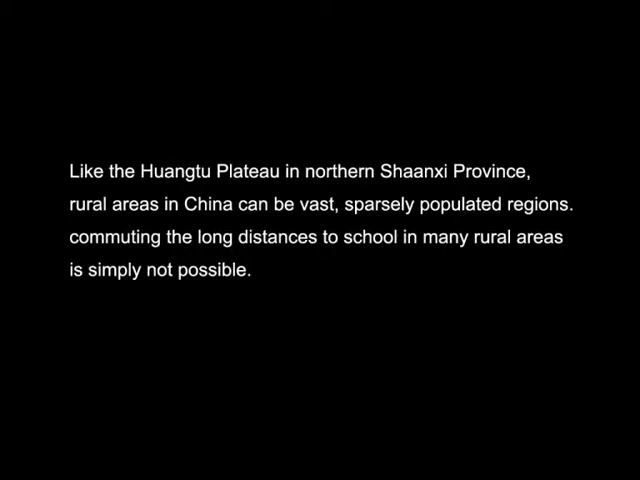 Like the Huangtu Plateau in northern Shaanxi Province,
rural areas in China can be vast, sparsely populated regions.
commuting the long distances to school in many rural areas
is simply not possible.